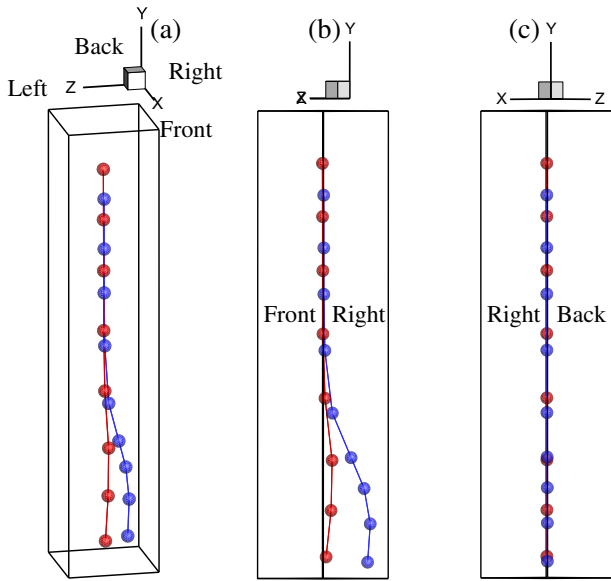 Y (a)
Back
Left Z Right
X
Front
(b)
Y
Z X
Front Right
(c)
Y
X Z
Right Back